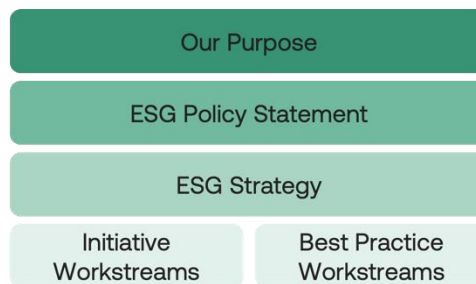 Our Purpose
ESG Policy Statement
ESG Strategy
Initiative
Workstreams
Best Practice
Workstreams